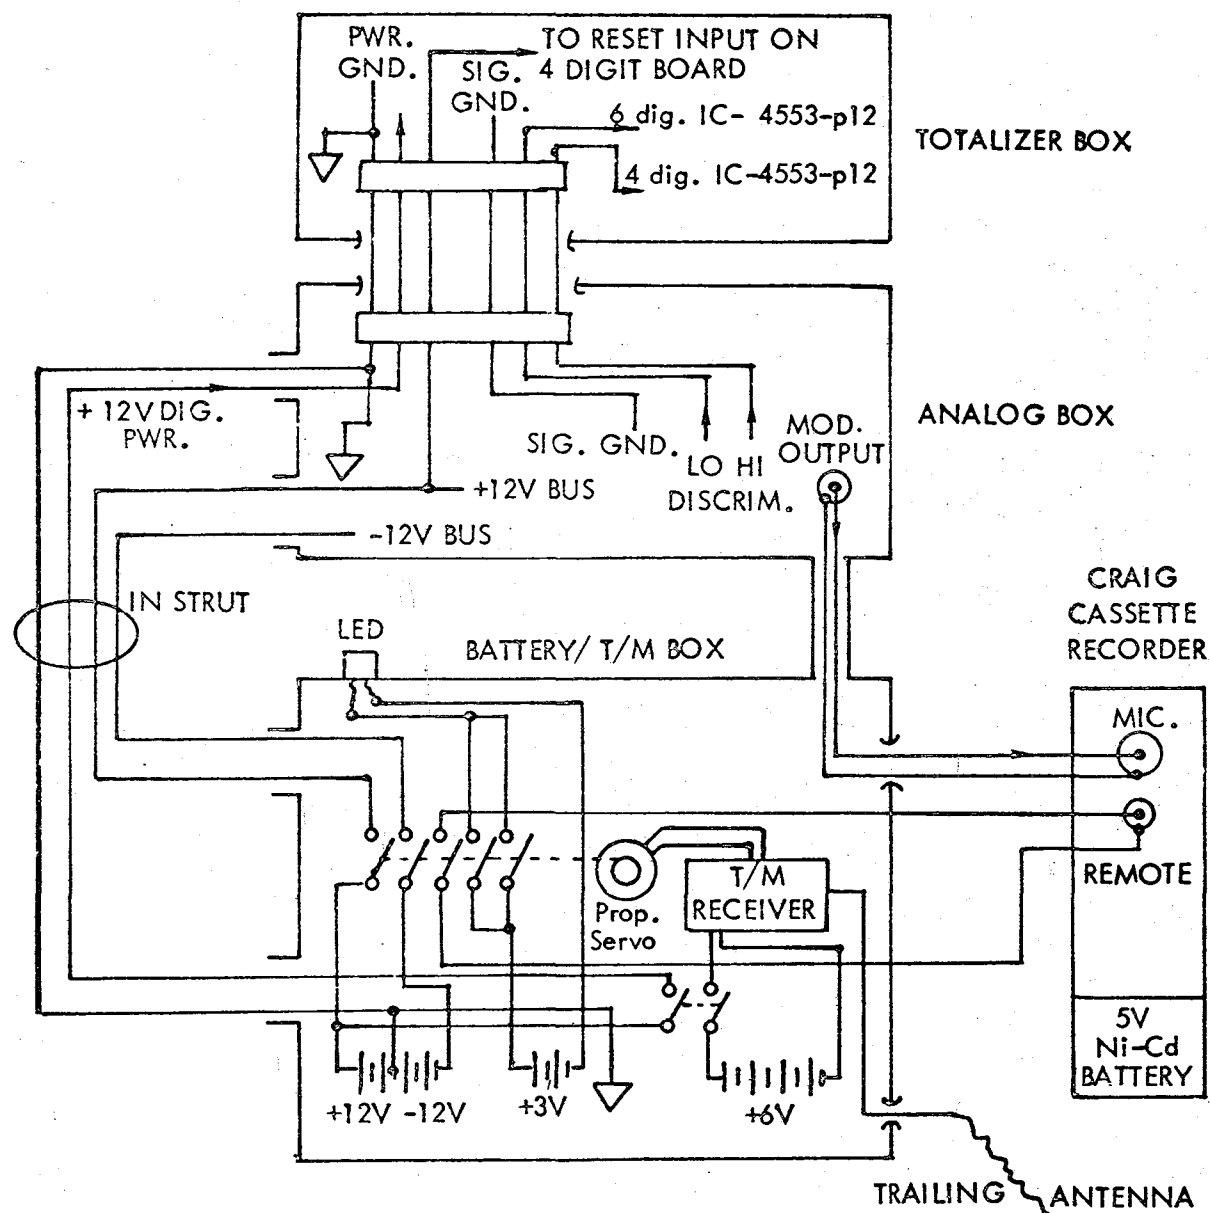 PWR.
GND.
TO RESET INPUT ON
4 DIGIT BOARD
SIG.
GND.
6 dig. IC- 4553-p12
4 dig. IC-4553-p12
TOTALIZER BOX
+ 12V DIG.
PWR.
SIG. GND.
LO HI
DISCRIM.
MOD.
OUTPUT
ANALOG BOX
+12V BUS
-12V BUS
IN STRUT
LED
BATTERY/ T/M BOX
CRAIG
CASSETTE
RECORDER
MIC.
REMOTE
Prop.
Servo
T/M
RECEIVER
5V
Ni-Cd
BATTERY
+12V -12V
+3V
+6V
TRAILING ANTENNA